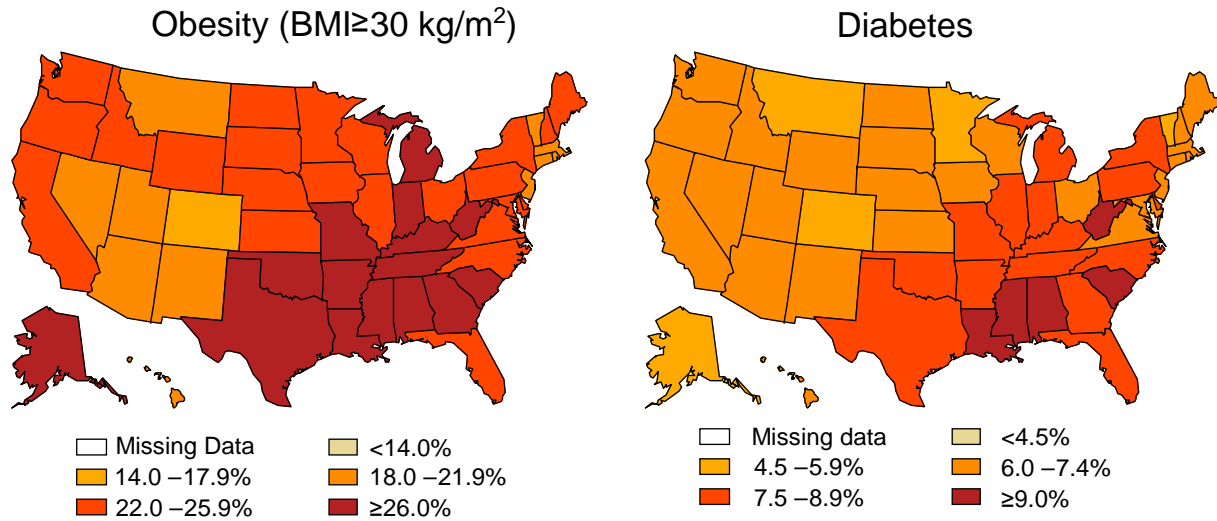 Obesity (BMI≥30 kg/m²)
Diabetes
Missing Data
<14.0%
14.0 –17.9%
18.0 –21.9%
22.0 –25.9%
≥26.0%
Missing data
<4.5%
4.5 –5.9%
6.0 –7.4%
7.5 –8.9%
≥9.0%